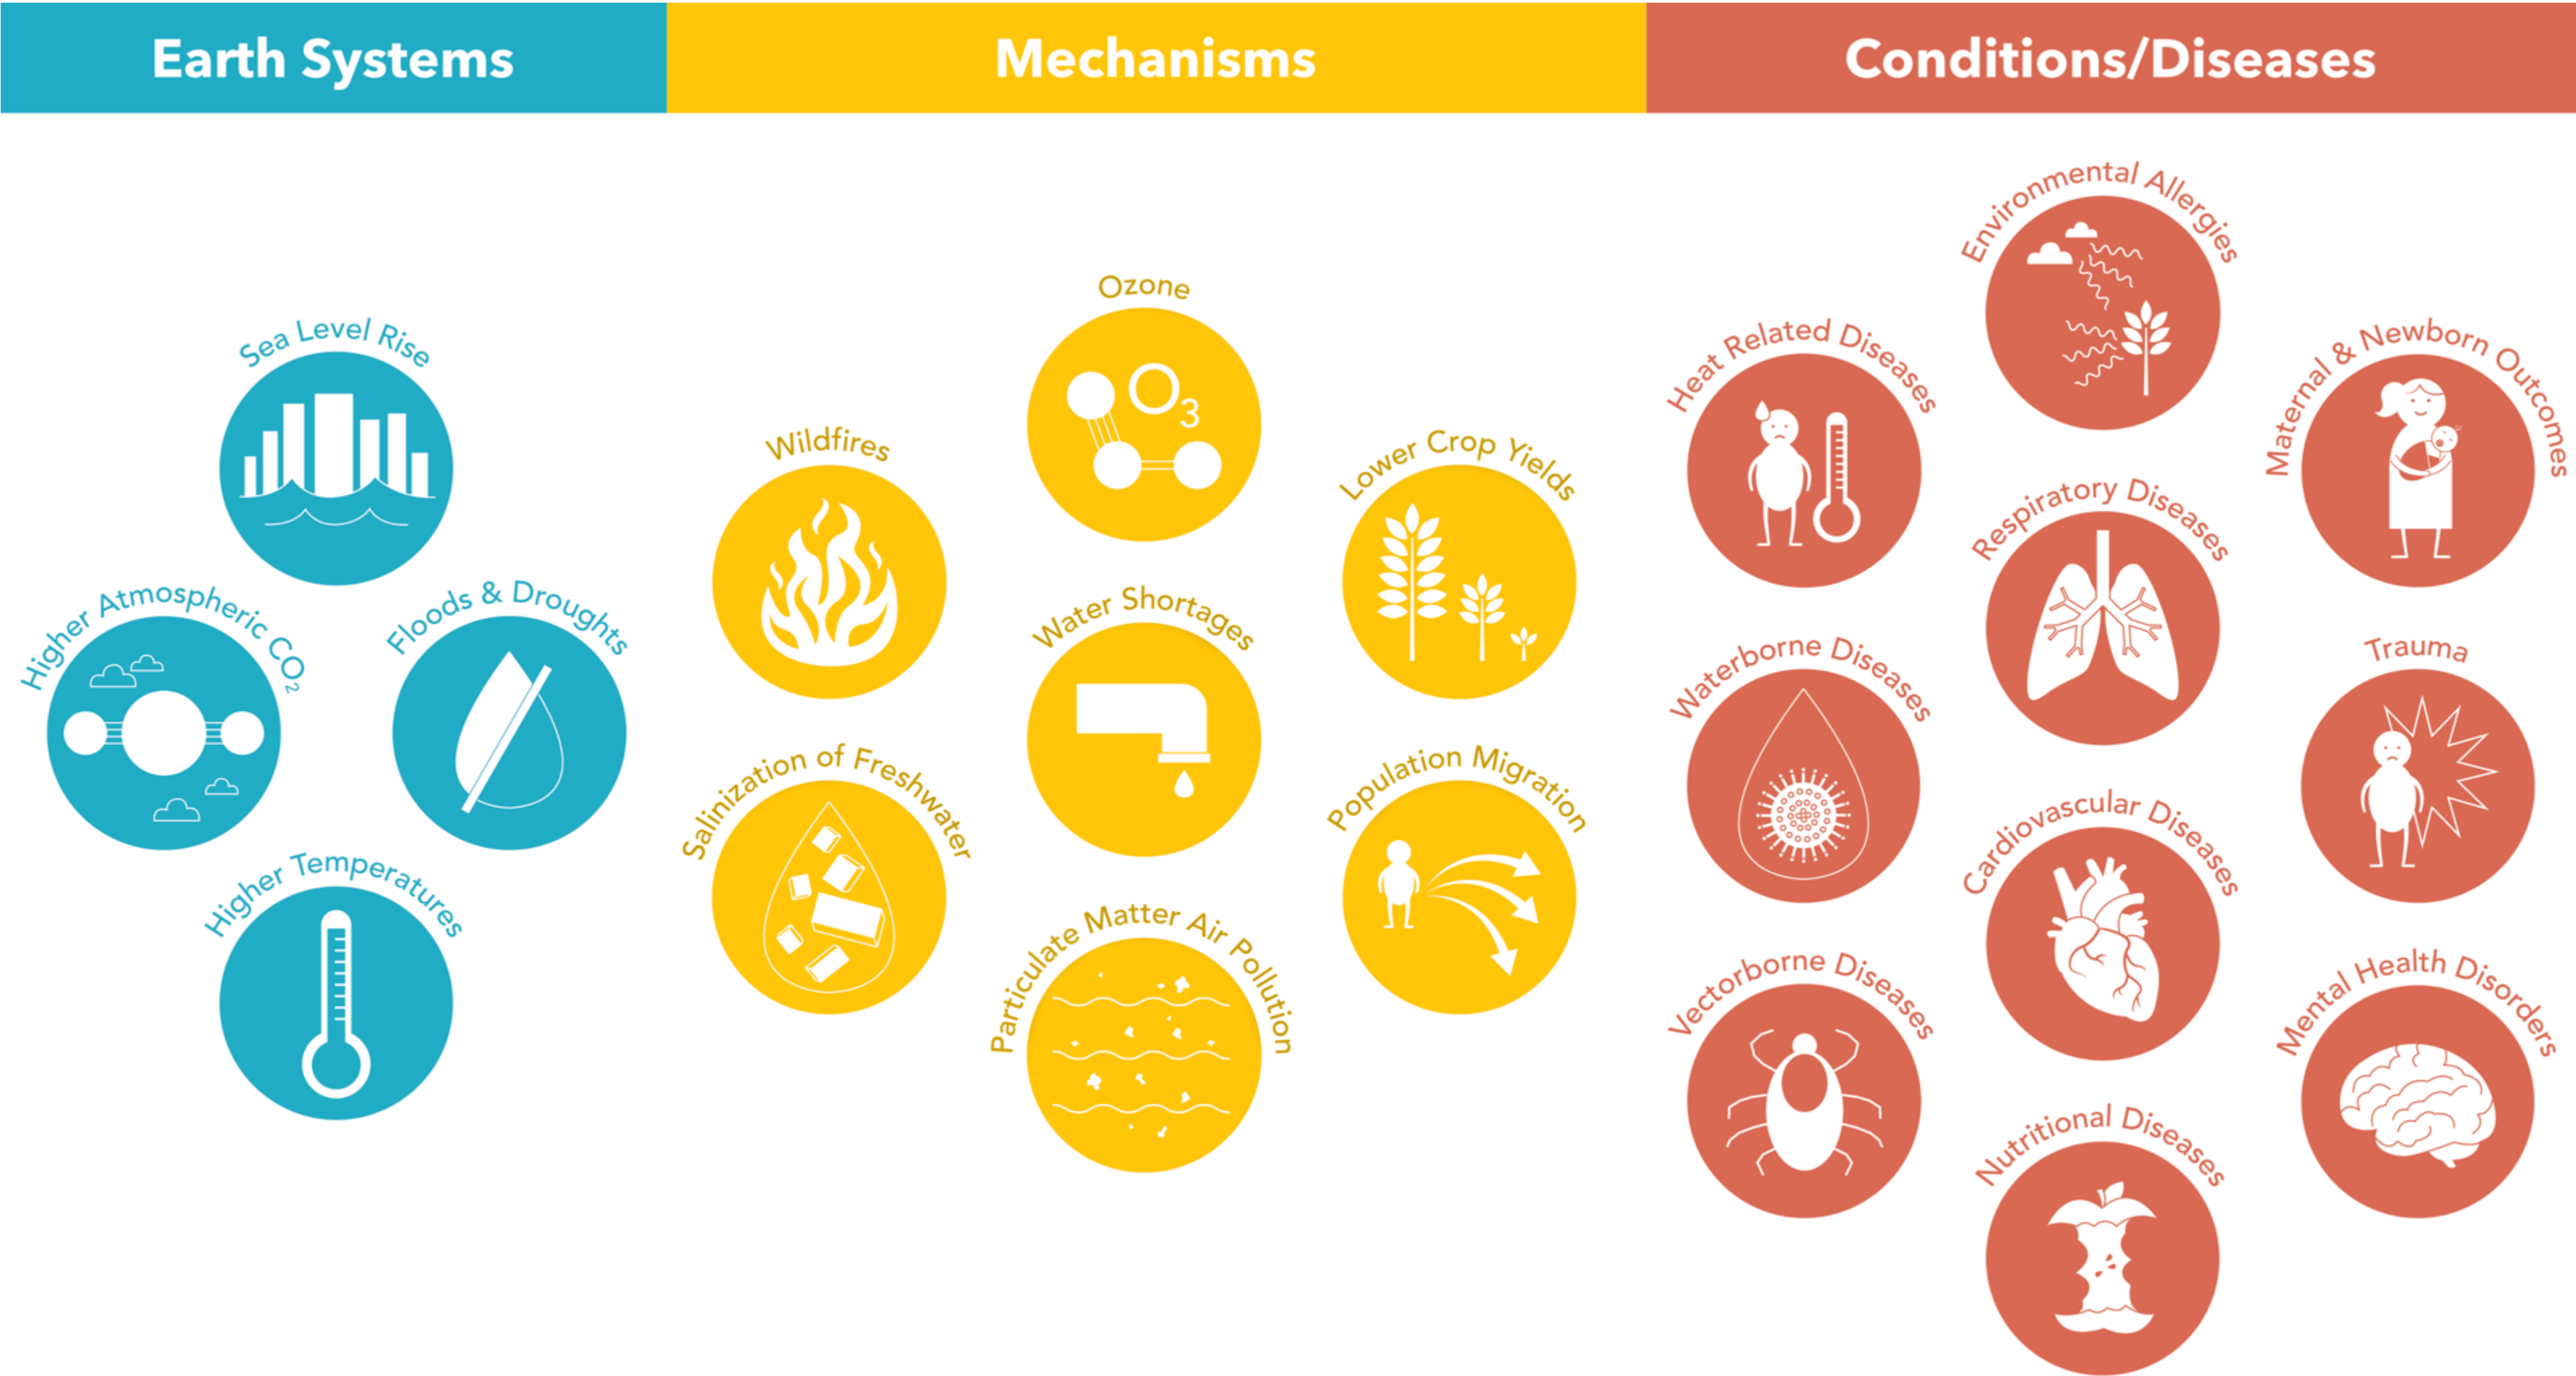 Earth Systems
Mechanisms
Conditions/Diseases
Sea Level Rise
Higher Atmospheric CO₂
Floods & Droughts
Higher Temperatures
Ozone
O₃
Wildfires
Lower Crop Yields
Water Shortages
Salinization of Freshwater
Population Migration
Particulate Matter Air Pollution
Environmental Allergies
Heat Related Diseases
Maternal & Newborn Outcomes
Respiratory Diseases
Waterborne Diseases
Trauma
Cardiovascular Diseases
Vectorborne Diseases
Mental Health Disorders
Nutritional Diseases